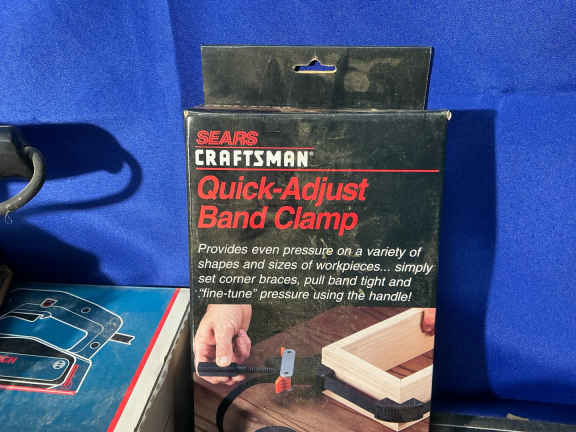 SEARS
CRAFTSMAN
Quick-Adjust
Band Clamp
Provides even pressure on a variety of
shapes and sizes of workpieces... simply
set corner braces, pull band tight and
"fine-tune" pressure using the handle!